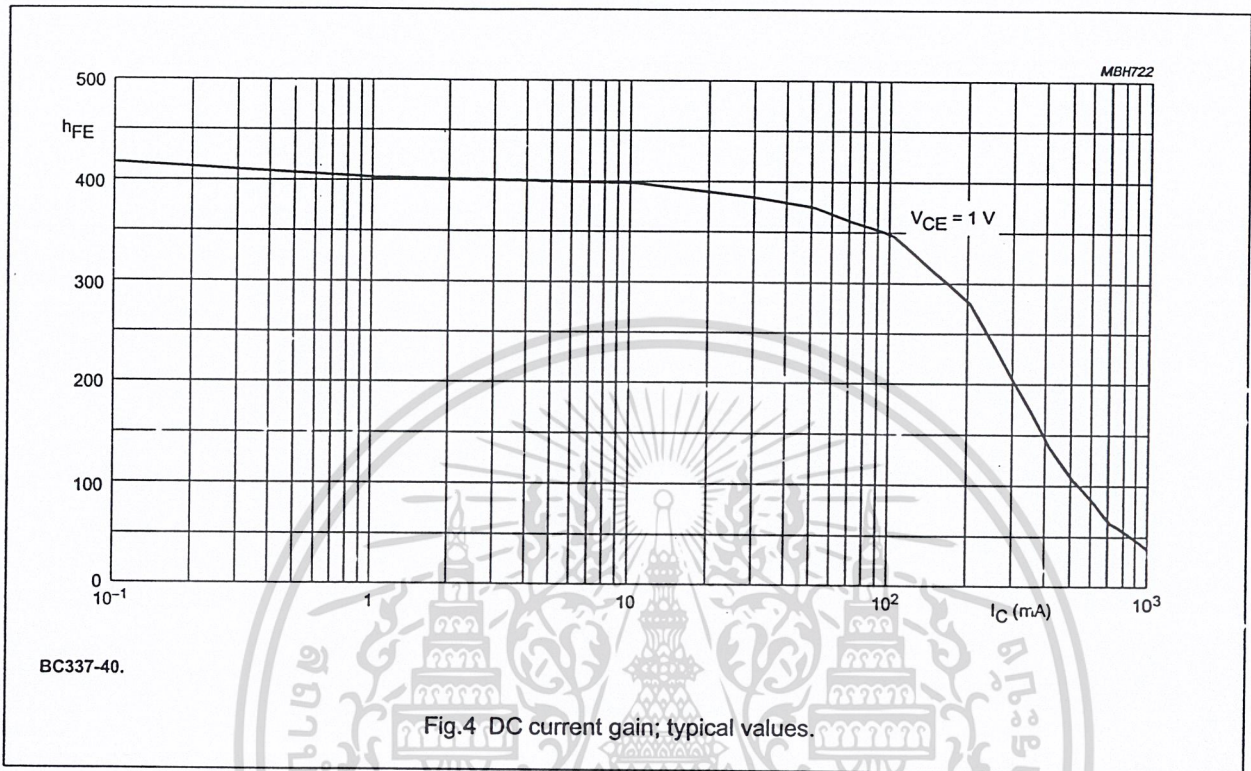 MBH722
500
hFE
400
VCE = 1 V
300
200
100
0
10−1
1
10
10²
IC (mA)
10³
BC337-40.
Fig.4 DC current gain; typical values.